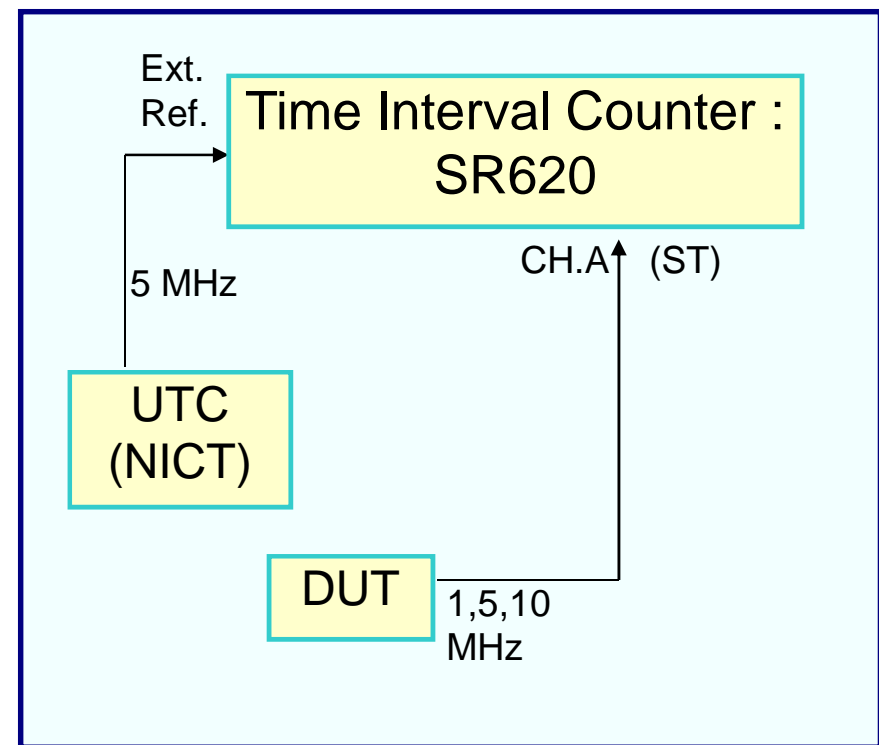 Ext.
Ref.
Time Interval Counter :
SR620
CH.A (ST)
5 MHz
UTC
(NICT)
DUT
1,5,10
MHz